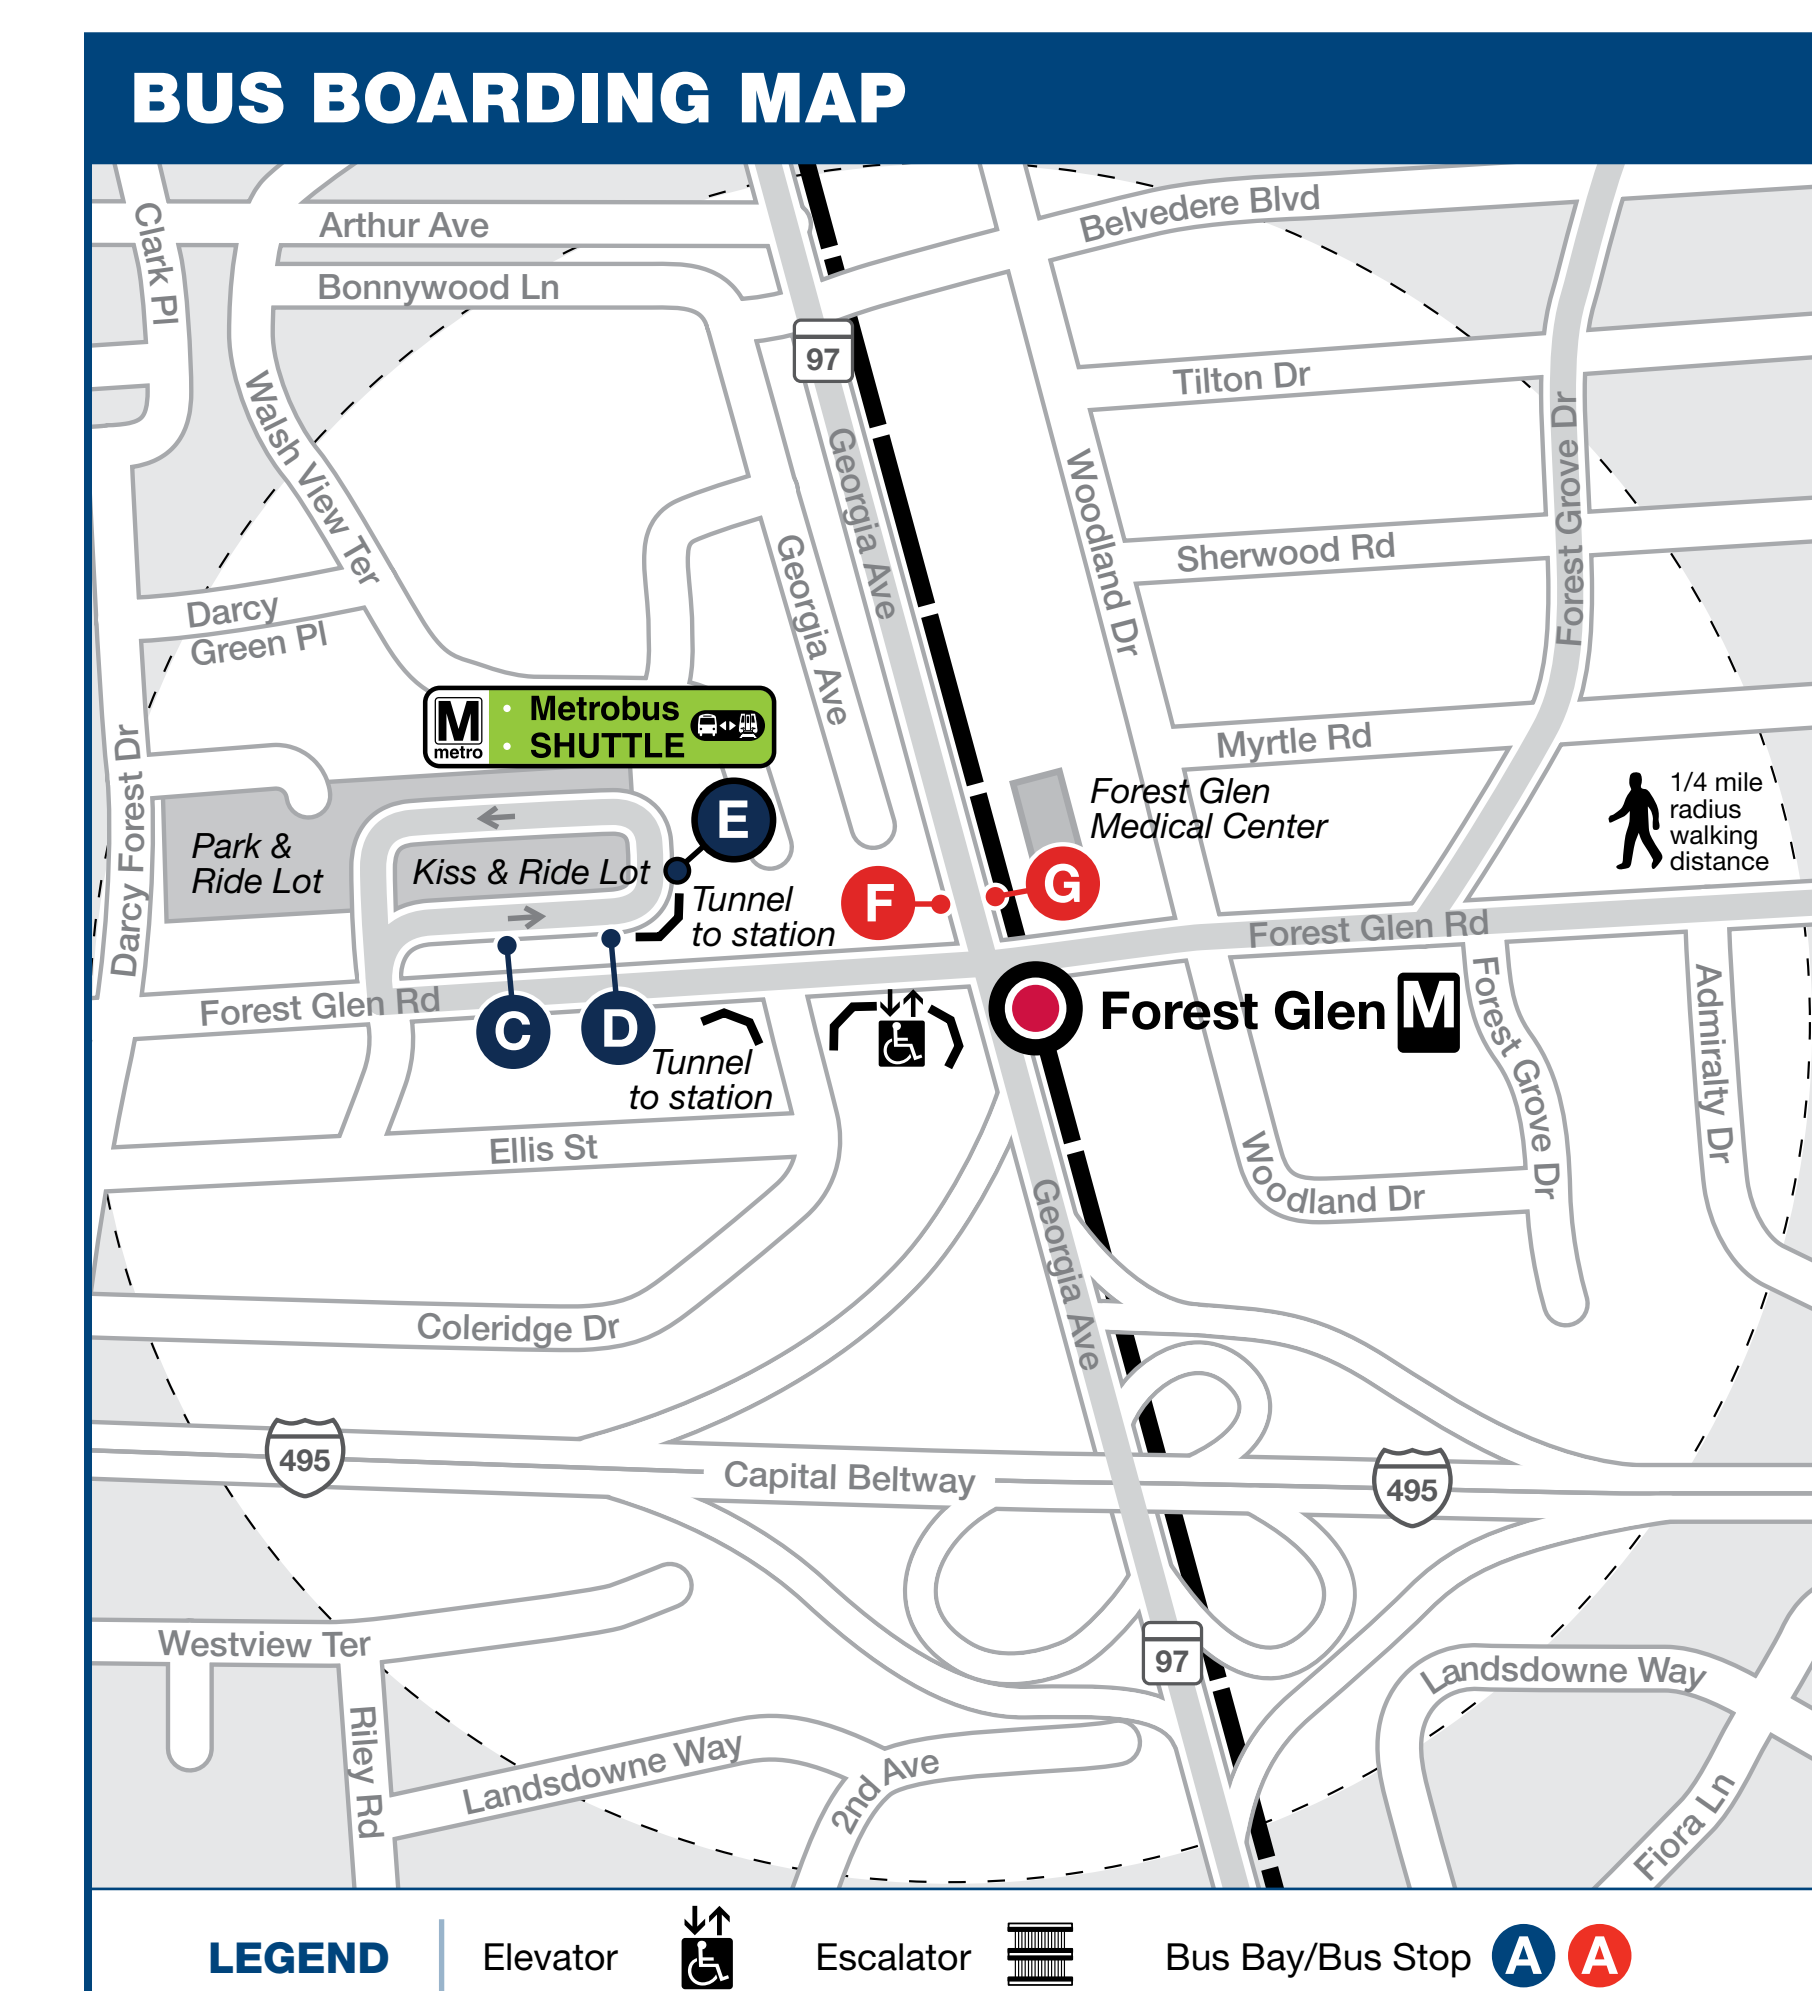 BUS BOARDING MAP
Clark Pl
Arthur Ave
Belvedere Blvd
Bonnywood Ln
97
Tilton Dr
Walsh View Ter
Georgia Ave
Woodland Dr
Forest Grove Dr
Georgia Ave
Sherwood Rd
Darcy
Green Pl
M
metro
• Metrobus
• SHUTTLE
Myrtle Rd
Darcy Forest Dr
Forest Glen
Medical Center
1/4 mile
radius
walking
distance
E
Park &
Ride Lot
Kiss & Ride Lot
Tunnel
to station
F
G
Forest Glen Rd
Forest Glen Rd
C
D
Forest Glen M
Tunnel
to station
Forest Grove Dr
Admiralty Dr
Ellis St
Woodland Dr
Georgia Ave
Coleridge Dr
495
Capital Beltway
495
Westview Ter
97
Landsdowne Way
Riley Rd
Landsdowne Way
2nd Ave
Fiora Ln
LEGEND
Elevator
Escalator
Bus Bay/Bus Stop A A